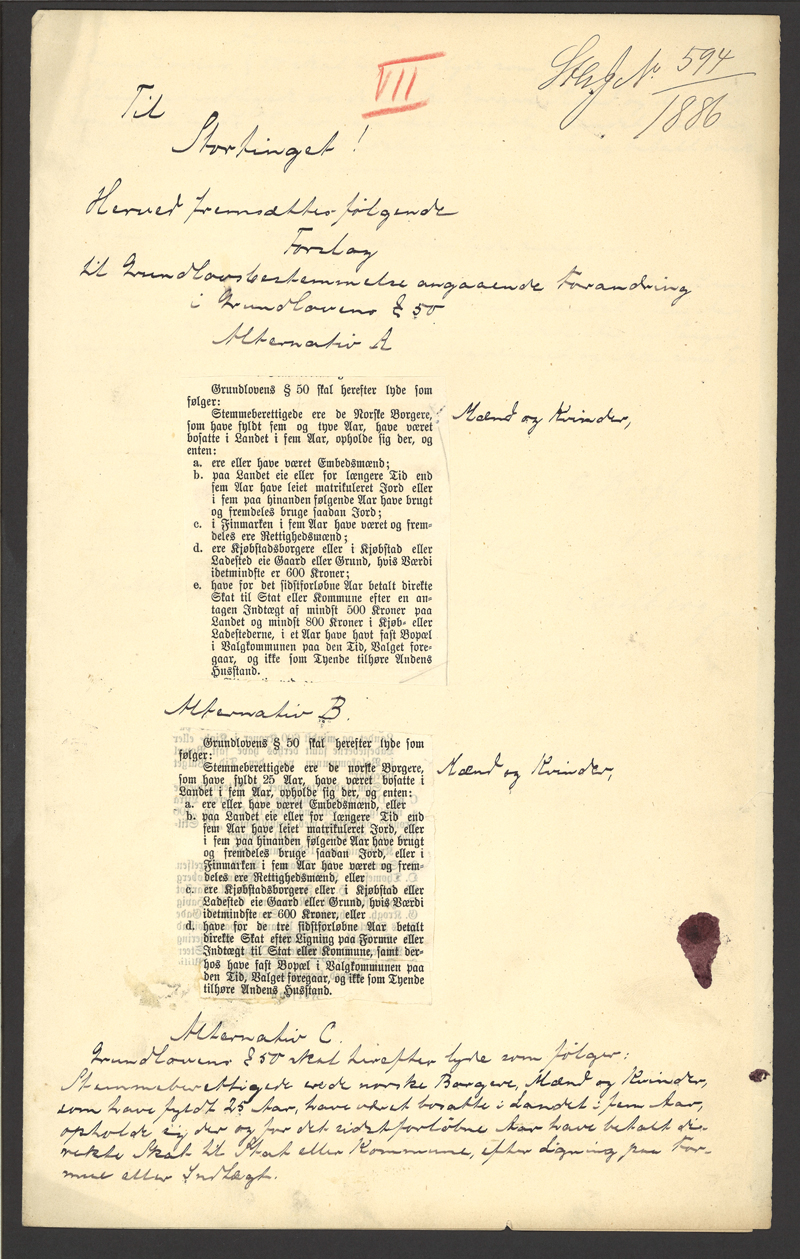 VII
Sthg J No 594
1886
Til
Stortinget!
Herved fremsættes følgende
Forslag
til Grundlovsbestemmelse angaaende Forandring
i Grundlovens § 50
Alternativ A
Grundlovens § 50 skal herefter lyde som
følger:
Stemmeberettigede ere de Norske Borgere, Mænd og Kvinder,
som have fyldt fem og tyve Aar, have været
bosatte i Landet i fem Aar, opholde sig der, og
enten:
a. ere eller have været Embedsmænd;
b. paa Landet eie eller for længere Tid end
fem Aar have leiet matrikuleret Jord eller
i fem paa hinanden følgende Aar have brugt
og fremdeles bruge saadan Jord;
c. i Finmarken i fem Aar have været og frem-
deles ere Rettighedsmænd;
d. ere Kjøbstadsborgere eller i Kjøbstad eller
Ladested eie Gaard eller Grund, hvis Værdi
idetmindste er 600 Kroner;
e. have for det sidstforløbne Aar betalt direkte
Skat til Stat eller Kommune efter en an-
tagen Indtægt af mindst 500 Kroner paa
Landet og mindst 800 Kroner i Kjøb- eller
Ladestederne, i et Aar have havt fast Bopæl
i Valgkommunen paa den Tid, Valget fore-
gaar, og ikke som Tyende tilhøre Andens
Husstand.
Alternativ B.
Grundlovens § 50 skal herefter lyde som
følger:
Stemmeberettigede ere de norske Borgere, Mænd og Kvinder,
som have fyldt 25 Aar, have været bosatte i
Landet i fem Aar, opholde sig der, og enten:
a. ere eller have været Embedsmænd, eller
b. paa Landet eie eller for længere Tid end
fem Aar have leiet matrikuleret Jord, eller
i fem paa hinanden følgende Aar have brugt
og fremdeles bruge saadan Jord, eller i
Finmarken i fem Aar have været og frem-
deles ere Rettighedsmænd, eller
c. ere Kjøbstadsborgere eller i Kjøbstad eller
Ladested eie Gaard eller Grund, hvis Værdi
idetmindste er 600 Kroner, eller
d. have for de tre sidstforløbne Aar betalt
direkte Skat efter Ligning paa Formue eller
Indtægt til Stat eller Kommune, samt der-
hos have fast Bopæl i Valgkommunen paa
den Tid, Valget foregaar, og ikke som Tyende
tilhøre Andens Husstand.
Alternativ C.
Grundlovens § 50 skal herefter lyde som følger:
Stemmeberettigede ere de norske Borgere, Mænd og Kvinder,
som have fyldt 25 Aar, have været bosatte i Landet i fem Aar,
opholde sig der og for det sidstforløbne Aar have betalt di-
rekte Skat til Stat eller Kommune, efter Ligning paa For-
mue eller Indtægt.